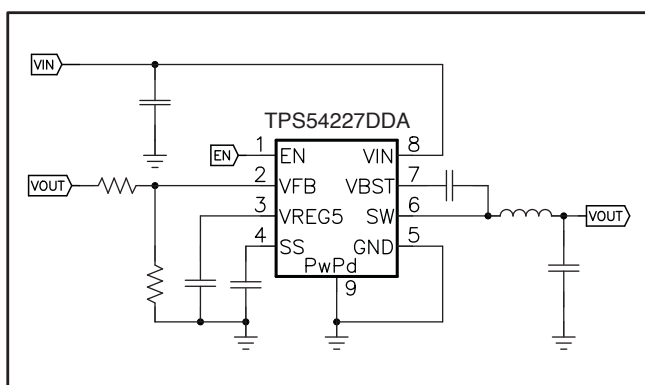 VIN
TPS54227DDA
EN
1
EN
VIN
8
VOUT
2
VFB
VBST
7
3
VREG5
SW
6
VOUT
4
SS
GND
5
PwPd
9